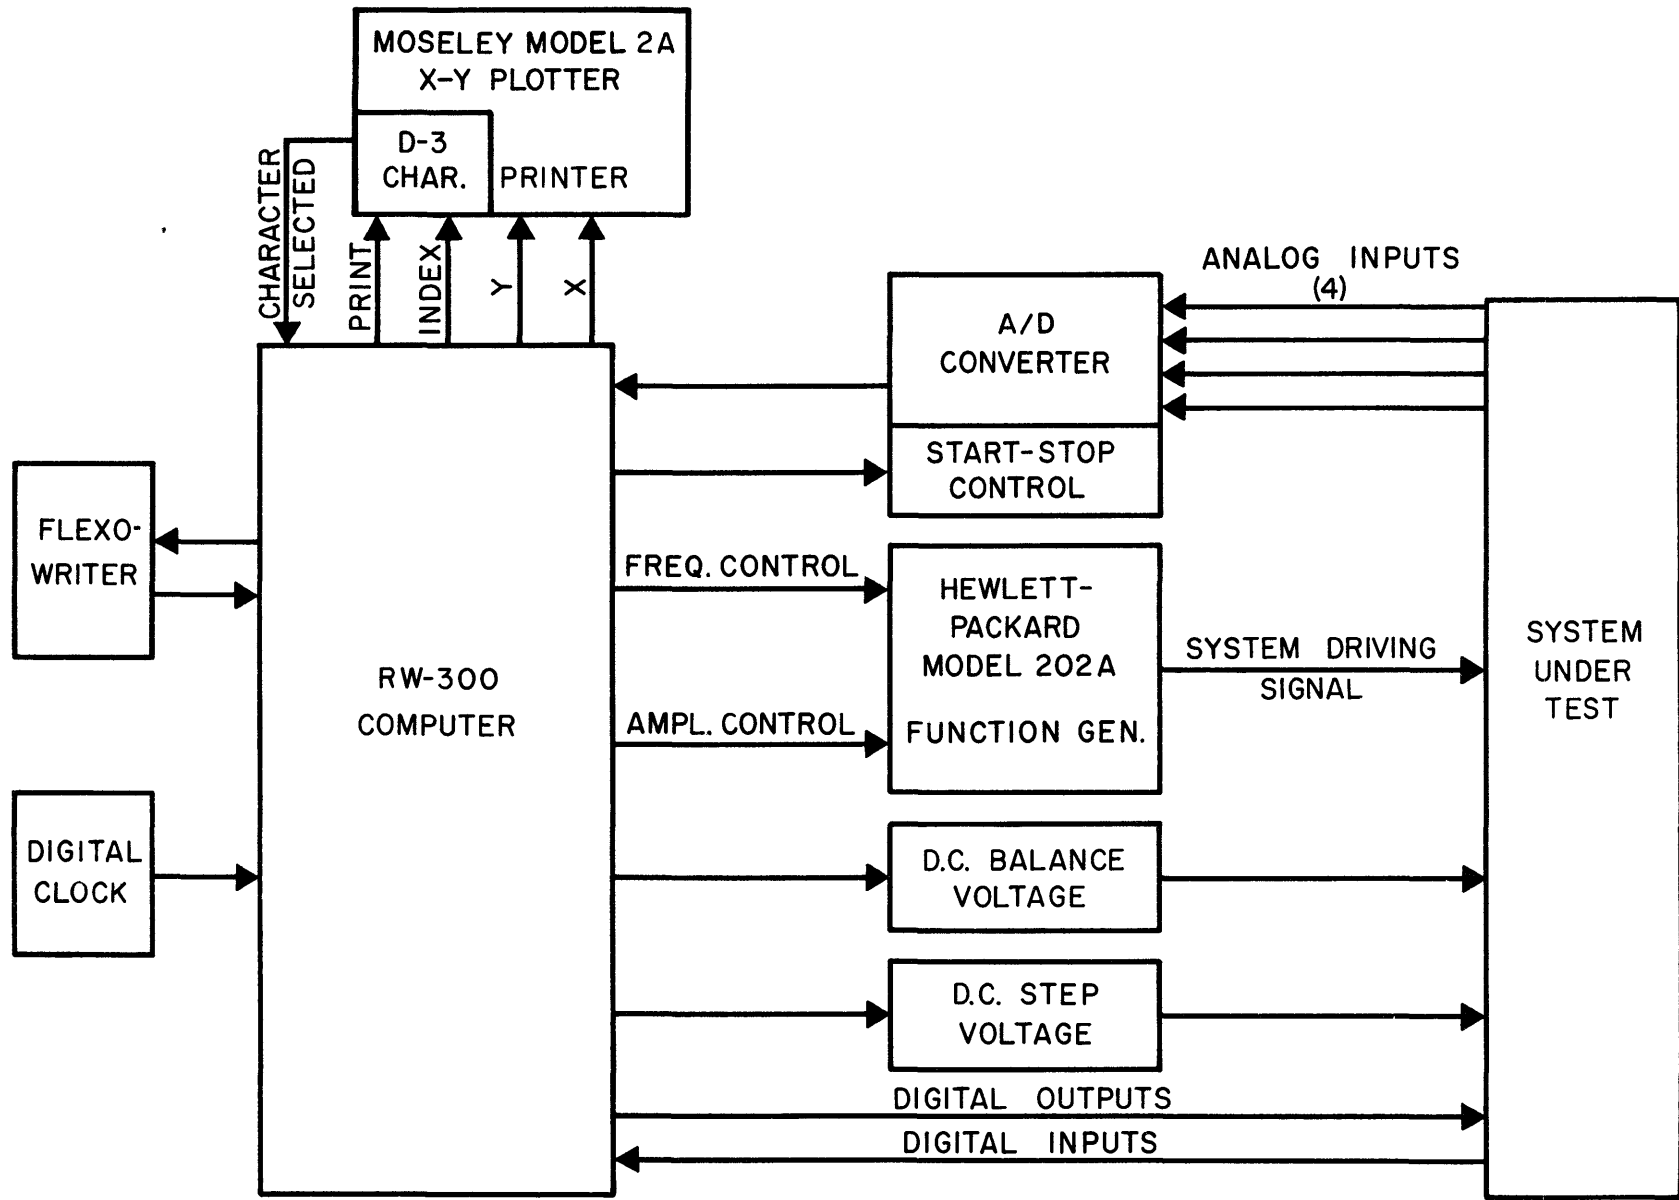 MOSELEY MODEL 2A
X-Y PLOTTER
D-3
CHAR. PRINTER
CHARACTER
SELECTED
PRINT
INDEX
Y
X
ANALOG INPUTS
(4)
A/D
CONVERTER
START-STOP
CONTROL
FLEXO-
WRITER
FREQ. CONTROL
HEWLETT-
PACKARD
MODEL 202A
FUNCTION GEN.
SYSTEM DRIVING
SIGNAL
SYSTEM
UNDER
TEST
RW-300
COMPUTER
AMPL. CONTROL
DIGITAL
CLOCK
D.C. BALANCE
VOLTAGE
D.C. STEP
VOLTAGE
DIGITAL OUTPUTS
DIGITAL INPUTS